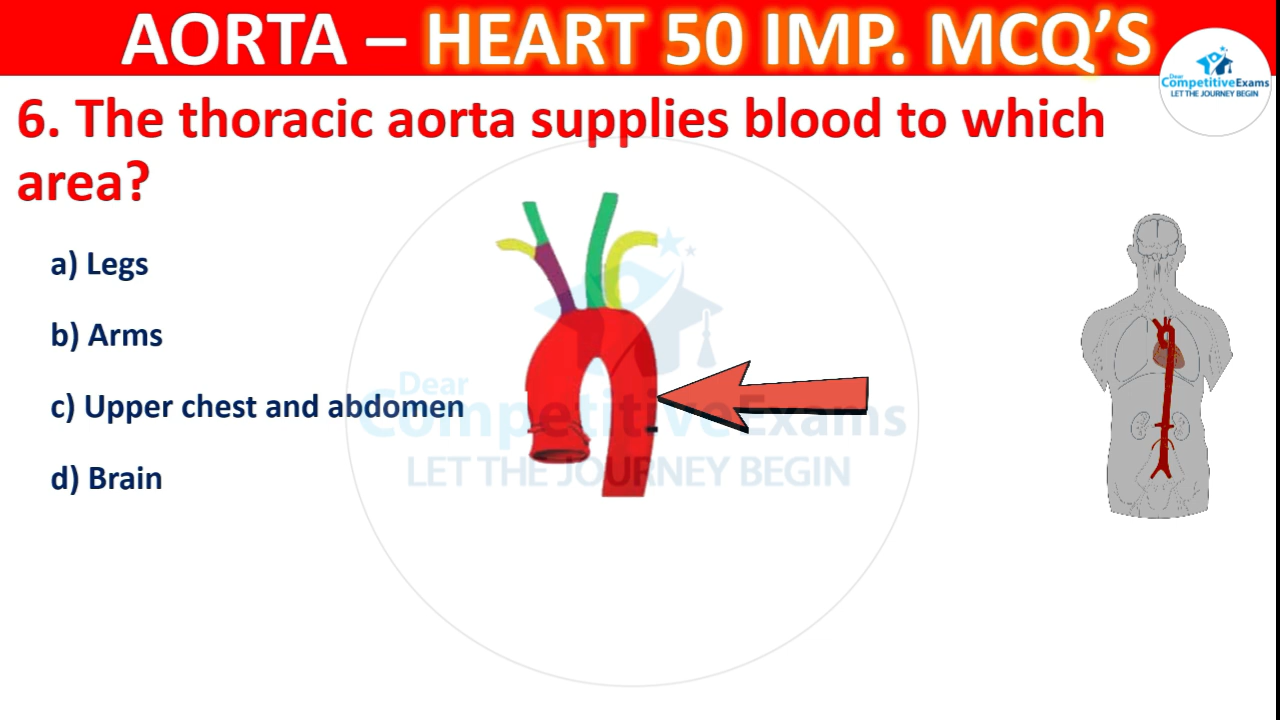 AORTA – HEART 50 IMP. MCQ'S
Dear
CompetitiveExams
LET THE JOURNEY BEGIN
6. The thoracic aorta supplies blood to which
area?
a) Legs
b) Arms
c) Upper chest and abdomen
d) Brain
Dear
CompetitiveExams
LET THE JOURNEY BEGIN